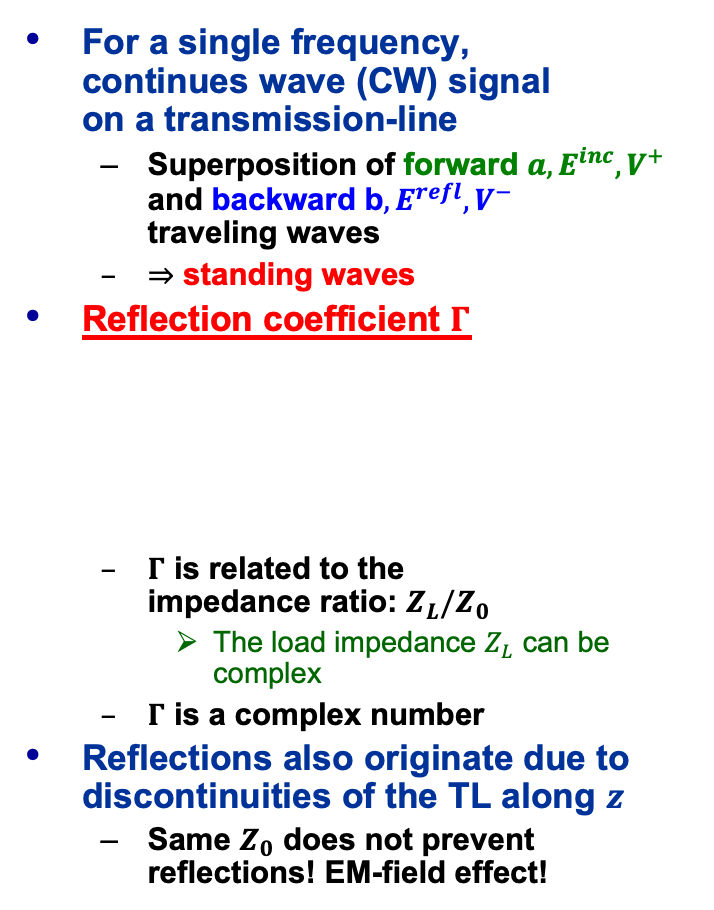 • For a single frequency,
continues wave (CW) signal
on a transmission-line
– Superposition of forward a, E^inc, V^+
and backward b, E^refl, V^−
traveling waves
– ⇒ standing waves
• Reflection coefficient Γ
– Γ is related to the
impedance ratio: Z_L/Z_0
➢ The load impedance Z_L can be
complex
– Γ is a complex number
• Reflections also originate due to
discontinuities of the TL along z
– Same Z_0 does not prevent
reflections! EM-field effect!